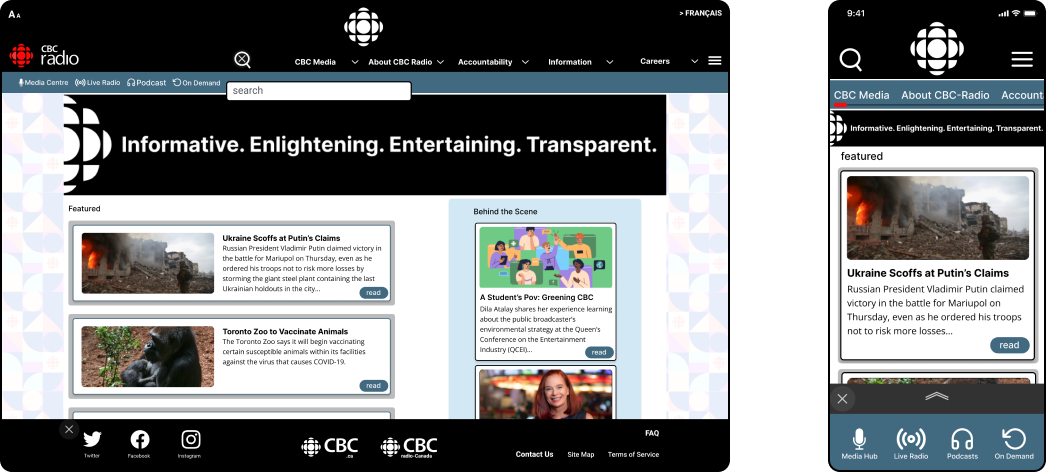 AA
> FRANÇAIS
CBC
radio
CBC Media
About CBC Radio
Accountability
Information
Careers
Media Centre
Live Radio
Podcast
On Demand
search
Informative. Enlightening. Entertaining. Transparent.
Featured
Ukraine Scoffs at Putin's Claims
Russian President Vladimir Putin claimed victory in
the battle for Mariupol on Thursday, even as he
ordered his troops not to risk more losses by
storming the giant steel plant containing the last
Ukrainian holdouts in the city...
read
Toronto Zoo to Vaccinate Animals
The Toronto Zoo says it will begin vaccinating
certain susceptible animals within its facilities
against the virus that causes COVID-19.
read
Behind the Scene
A Student's Pov: Greening CBC
Dila Atalay shares her experience learning
about the public broadcaster's
environmental strategy at the Queen's
Conference on the Entertainment
Industry (QCEI)...
read
Twitter
Facebook
Instagram
CBC
.ca
CBC
radio-Canada
FAQ
Contact Us
Site Map
Terms of Service
9:41
CBC Media
About CBC-Radio
Account
Informative. Enlightening. Entertaining. Transparent.
featured
Ukraine Scoffs at Putin's Claims
Russian President Vladimir Putin claimed
victory in the battle for Mariupol on
Thursday, even as he ordered his troops
not to risk more losses...
read
Media Hub
Live Radio
Podcasts
On Demand